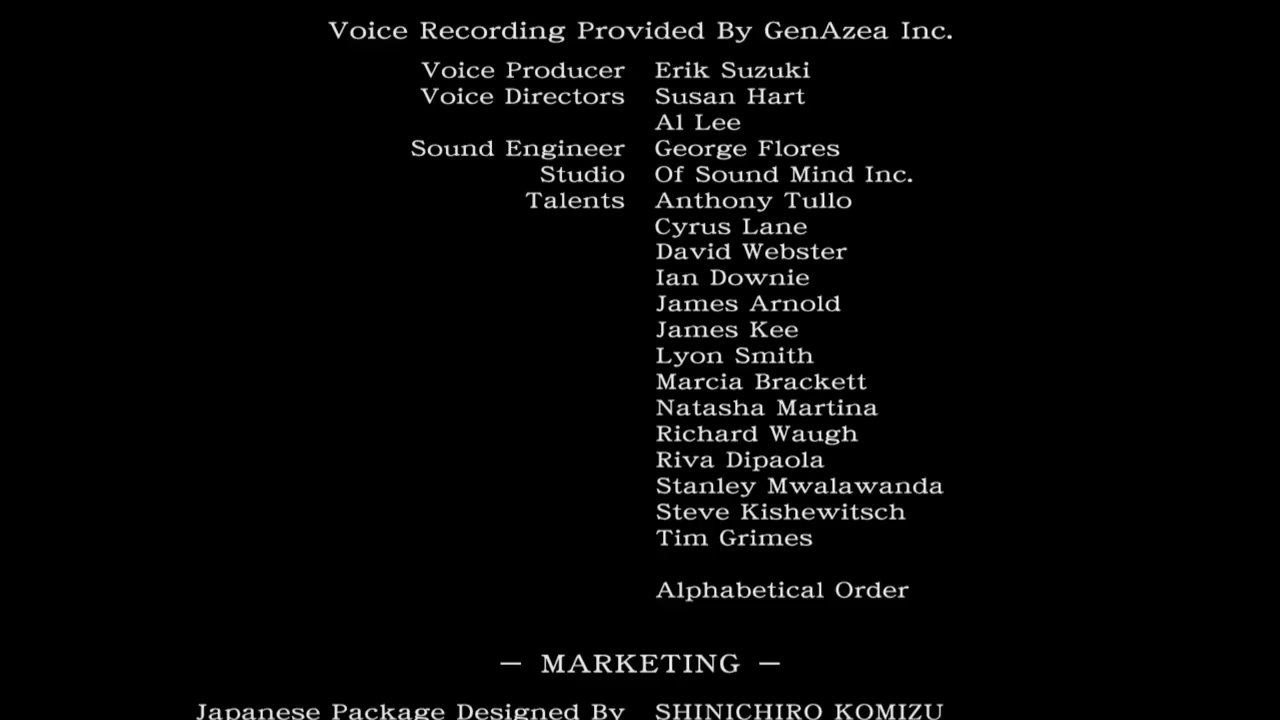 Voice Recording Provided By GenAzea Inc.
Voice Producer Erik Suzuki
Voice Directors Susan Hart
Al Lee
Sound Engineer George Flores
Studio Of Sound Mind Inc.
Talents Anthony Tullo
Cyrus Lane
David Webster
Ian Downie
James Arnold
James Kee
Lyon Smith
Marcia Brackett
Natasha Martina
Richard Waugh
Riva Dipaola
Stanley Mwalawanda
Steve Kishewitsch
Tim Grimes
Alphabetical Order
— MARKETING —
Japanese Package Designed By SHINICHIRO KOMIZU